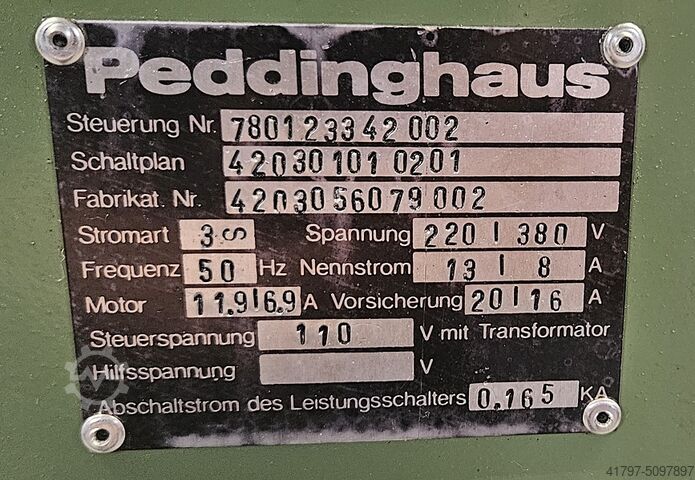 Peddinghaus
Steuerung Nr. 780123342002
Schaltplan 42030101 0201
Fabrikat. Nr. 4203056079002
Stromart 3∽ Spannung 220 | 380 V
Frequenz 50 Hz Nennstrom 13 | 8 A
Motor 11.9|6.9 A Vorsicherung 20|16 A
Steuerspannung 110 V mit Transformator
Hilfsspannung V
Abschaltstrom des Leistungsschalters 0,165 KA
41797-5097897